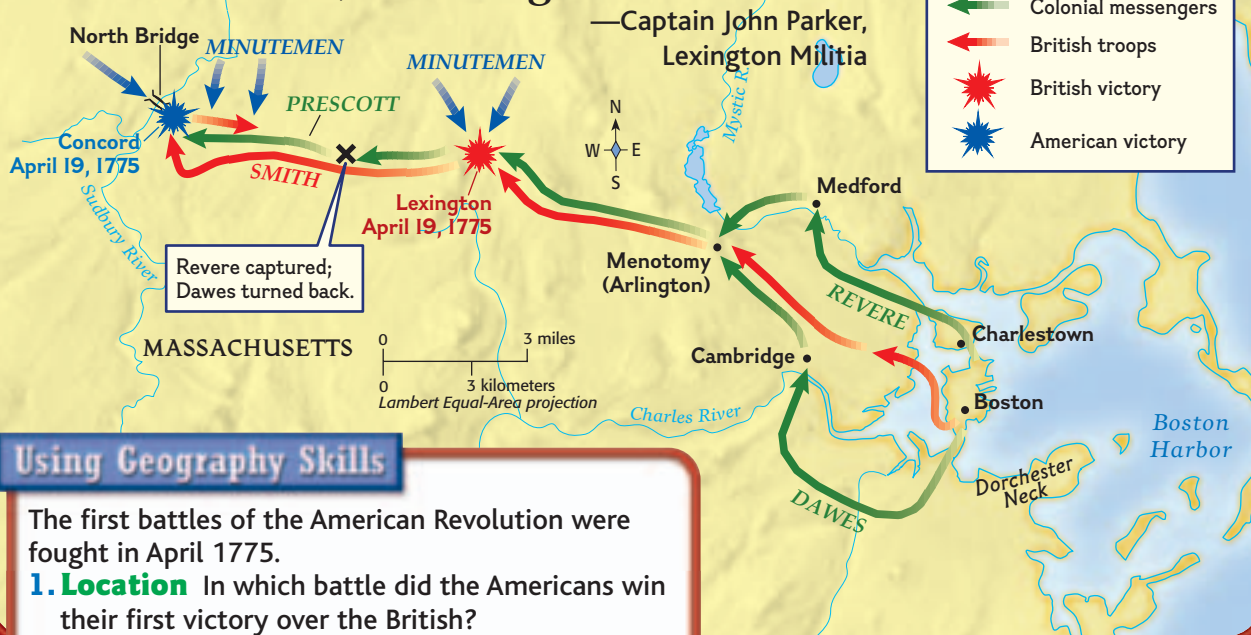 —Captain John Parker,
Lexington Militia
Colonial messengers
British troops
British victory
American victory
North Bridge
MINUTEMEN
MINUTEMEN
PRESCOTT
Concord
April 19, 1775
SMITH
Lexington
April 19, 1775
N
W
E
S
Mystic R.
Medford
Sudbury River
Revere captured;
Dawes turned back.
Menotomy
(Arlington)
REVERE
Charlestown
MASSACHUSETTS
0
3 miles
0
3 kilometers
Lambert Equal-Area projection
Cambridge
Boston
Charles River
Boston
Harbor
Dorchester
Neck
DAWES
Using Geography Skills
The first battles of the American Revolution were
fought in April 1775.
1. Location In which battle did the Americans win
their first victory over the British?